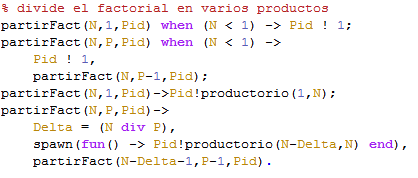 % divide el factorial en varios productos
partirFact(N,1,Pid) when (N < 1) -> Pid ! 1;
partirFact(N,P,Pid) when (N < 1) ->
    Pid ! 1,
    partirFact(N,P-1,Pid);
partirFact(N,1,Pid)->Pid!productorio(1,N);
partirFact(N,P,Pid)->
    Delta = (N div P),
    spawn(fun() -> Pid!productorio(N-Delta,N) end),
    partirFact(N-Delta-1,P-1,Pid).